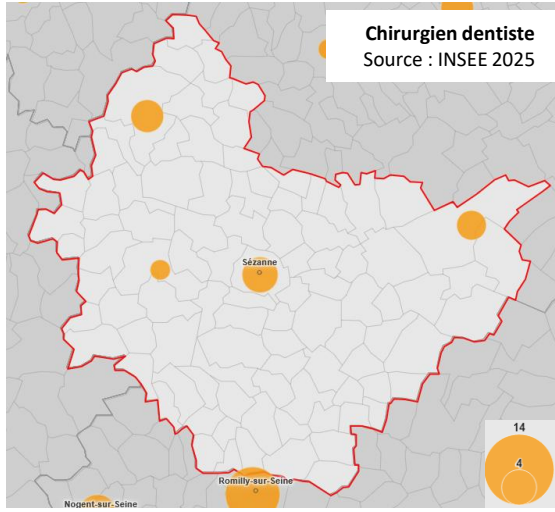 Chirurgien dentiste
Source : INSEE 2025
Sézanne
14
4
Romilly-sur-Seine
Nogent-sur-Seine